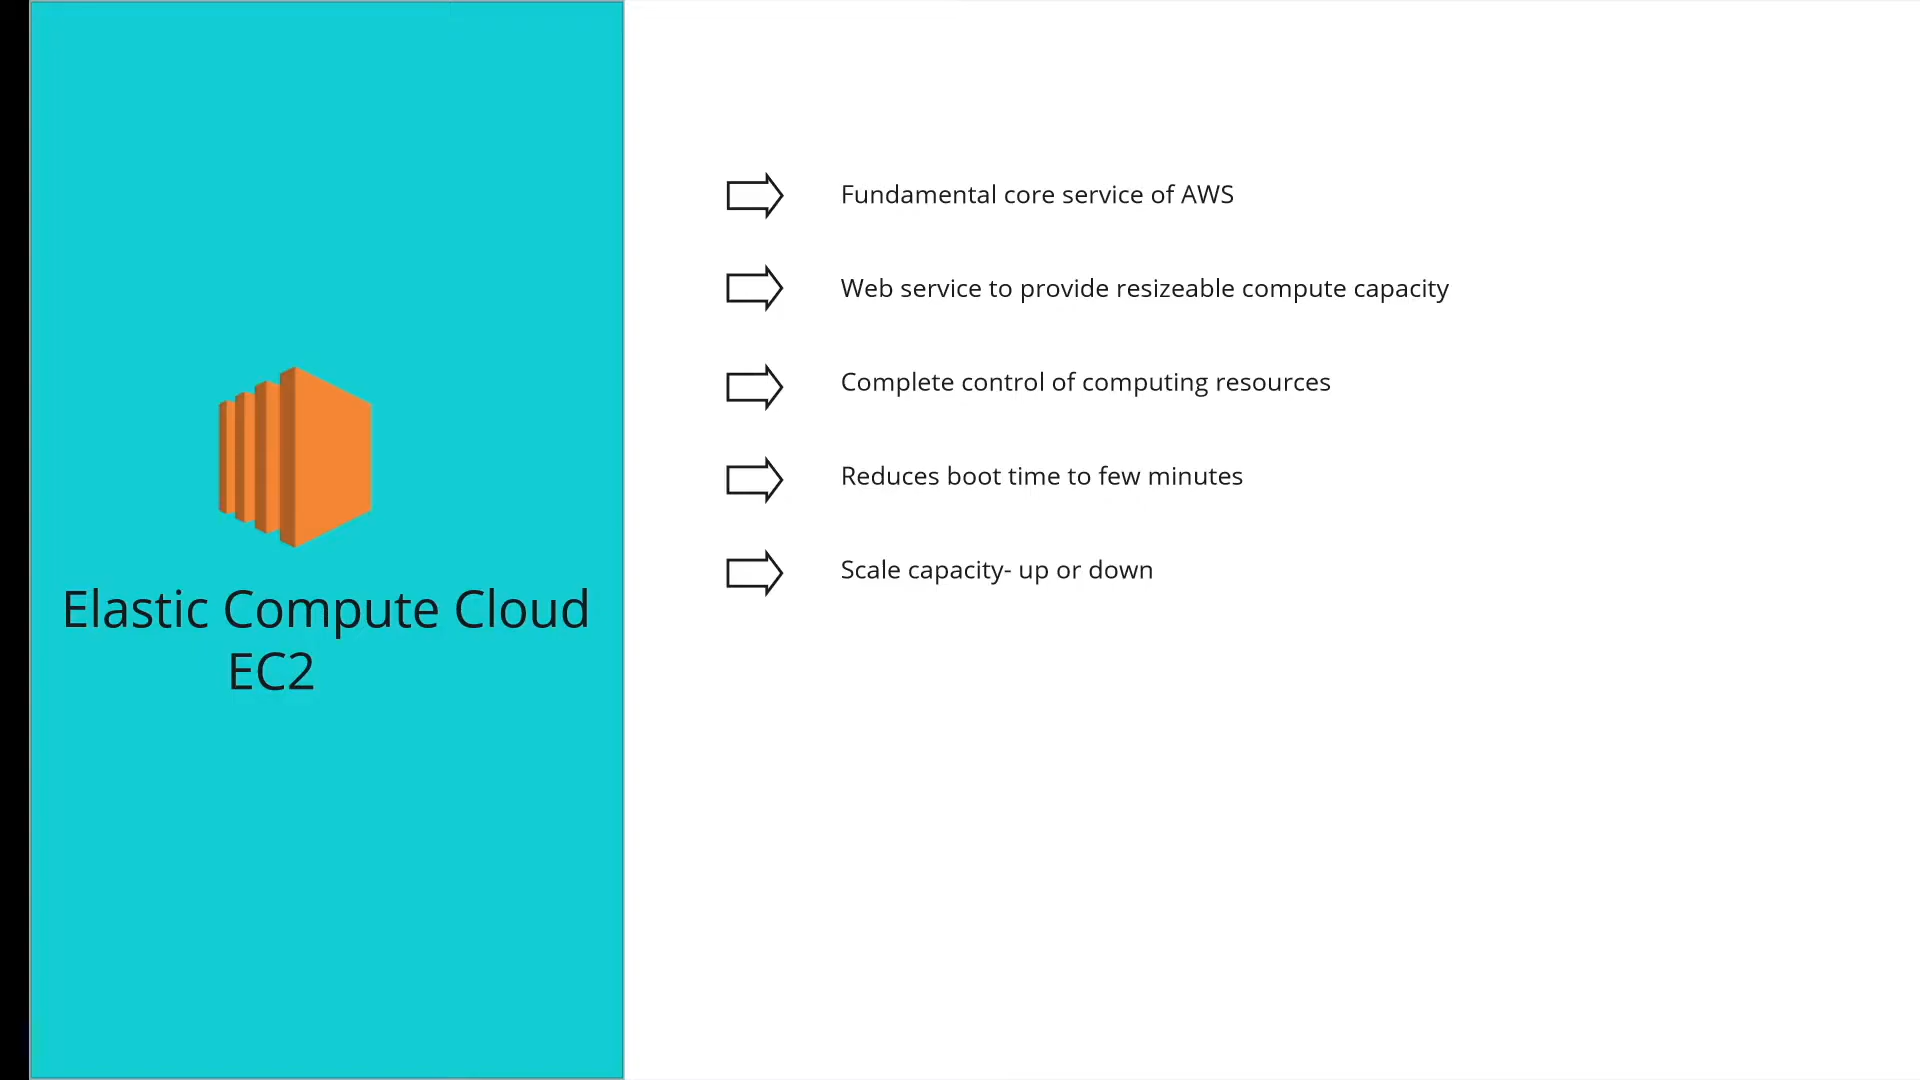 Elastic Compute Cloud
EC2
Fundamental core service of AWS
Web service to provide resizeable compute capacity
Complete control of computing resources
Reduces boot time to few minutes
Scale capacity- up or down